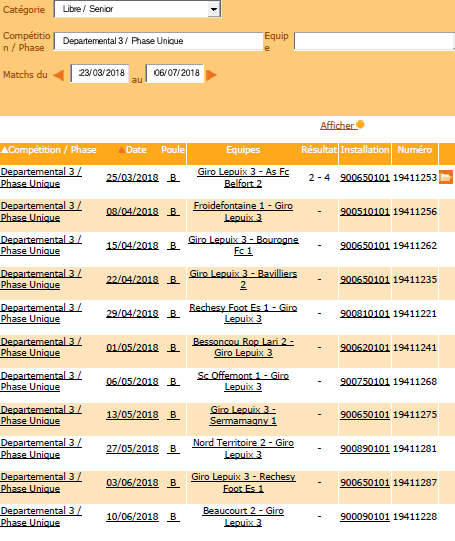 Catégorie Libre / Senior
Compétitio Departemental 3 / Phase Unique Equip
n / Phase e
Matchs du 23/03/2018 au 06/07/2018
Afficher
Compétition / Phase Date Poule Equipes Résultat Installation Numéro
Departemental 3 / 25/03/2018 B Giro Lepuix 3 - As Fc 2 - 4 900650101 19411253
Phase Unique Belfort 2
Departemental 3 / 08/04/2018 B Froidefontaine 1 - Giro - 900510101 19411256
Phase Unique Lepuix 3
Departemental 3 / 15/04/2018 B Giro Lepuix 3 - Bourogne - 900650101 19411262
Phase Unique Fc 1
Departemental 3 / 22/04/2018 B Giro Lepuix 3 - Bavilliers - 900650101 19411235
Phase Unique 2
Departemental 3 / 29/04/2018 B Rechesy Foot Es 1 - Giro - 900810101 19411221
Phase Unique Lepuix 3
Departemental 3 / 01/05/2018 B Bessoncou Rop Lari 2 - - 900620101 19411241
Phase Unique Giro Lepuix 3
Departemental 3 / 06/05/2018 B Sc Offemont 1 - Giro - 900750101 19411268
Phase Unique Lepuix 3
Departemental 3 / 13/05/2018 B Giro Lepuix 3 - - 900650101 19411275
Phase Unique Sermamagny 1
Departemental 3 / 27/05/2018 B Nord Territoire 2 - Giro - 900890101 19411281
Phase Unique Lepuix 3
Departemental 3 / 03/06/2018 B Giro Lepuix 3 - Rechesy - 900650101 19411287
Phase Unique Foot Es 1
Departemental 3 / 10/06/2018 B Beaucourt 2 - Giro - 900090101 19411228
Phase Unique Lepuix 3